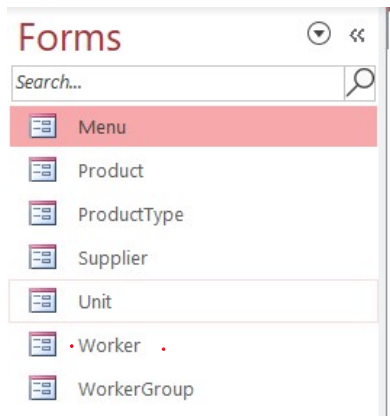 Forms
Search...
Menu
Product
ProductType
Supplier
Unit
Worker
WorkerGroup